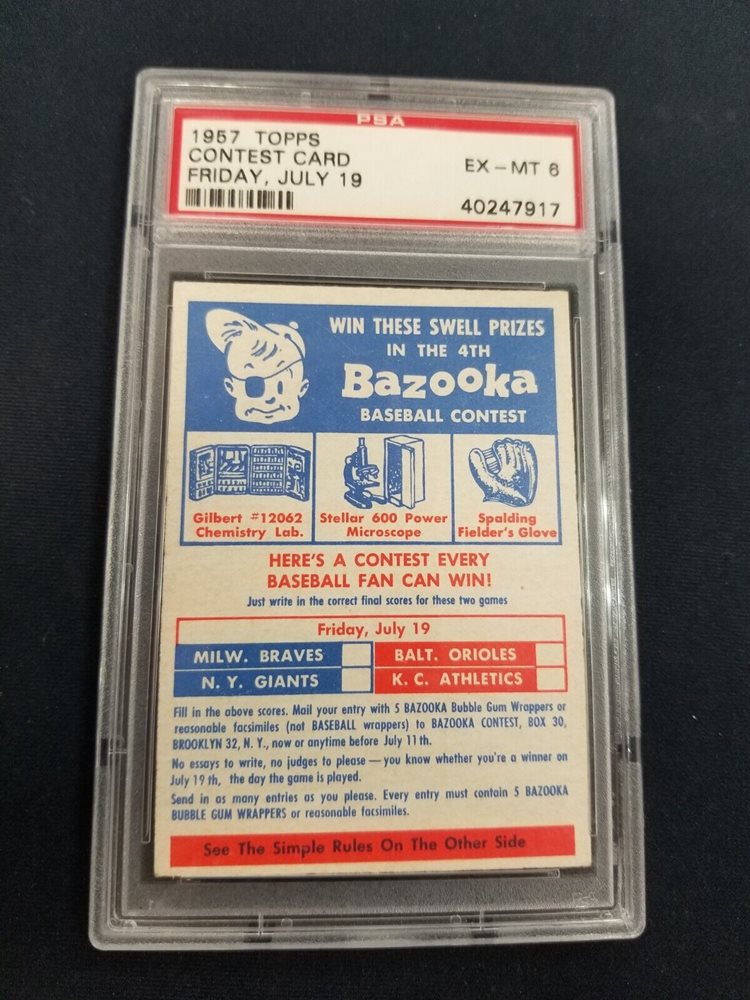 PSA
1957 TOPPS
CONTEST CARD
EX-MT 6
FRIDAY, JULY 19
40247917
WIN THESE SWELL PRIZES
IN THE 4TH
Bazooka
BASEBALL CONTEST
Gilbert #12062
Chemistry Lab.
Stellar 600 Power
Microscope
Spalding
Fielder's Glove
HERE'S A CONTEST EVERY
BASEBALL FAN CAN WIN!
Just write in the correct final scores for these two games
Friday, July 19
MILW. BRAVES
BALT. ORIOLES
N. Y. GIANTS
K. C. ATHLETICS
Fill in the above scores. Mail your entry with 5 BAZOOKA Bubble Gum Wrappers or
reasonable facsimiles (not BASEBALL wrappers) to BAZOOKA CONTEST, BOX 30,
BROOKLYN 32, N. Y., now or anytime before July 11th.
No essays to write, no judges to please — you know whether you're a winner on
July 19 th, the day the game is played.
Send in as many entries as you please. Every entry must contain 5 BAZOOKA
BUBBLE GUM WRAPPERS or reasonable facsimiles.
See The Simple Rules On The Other Side